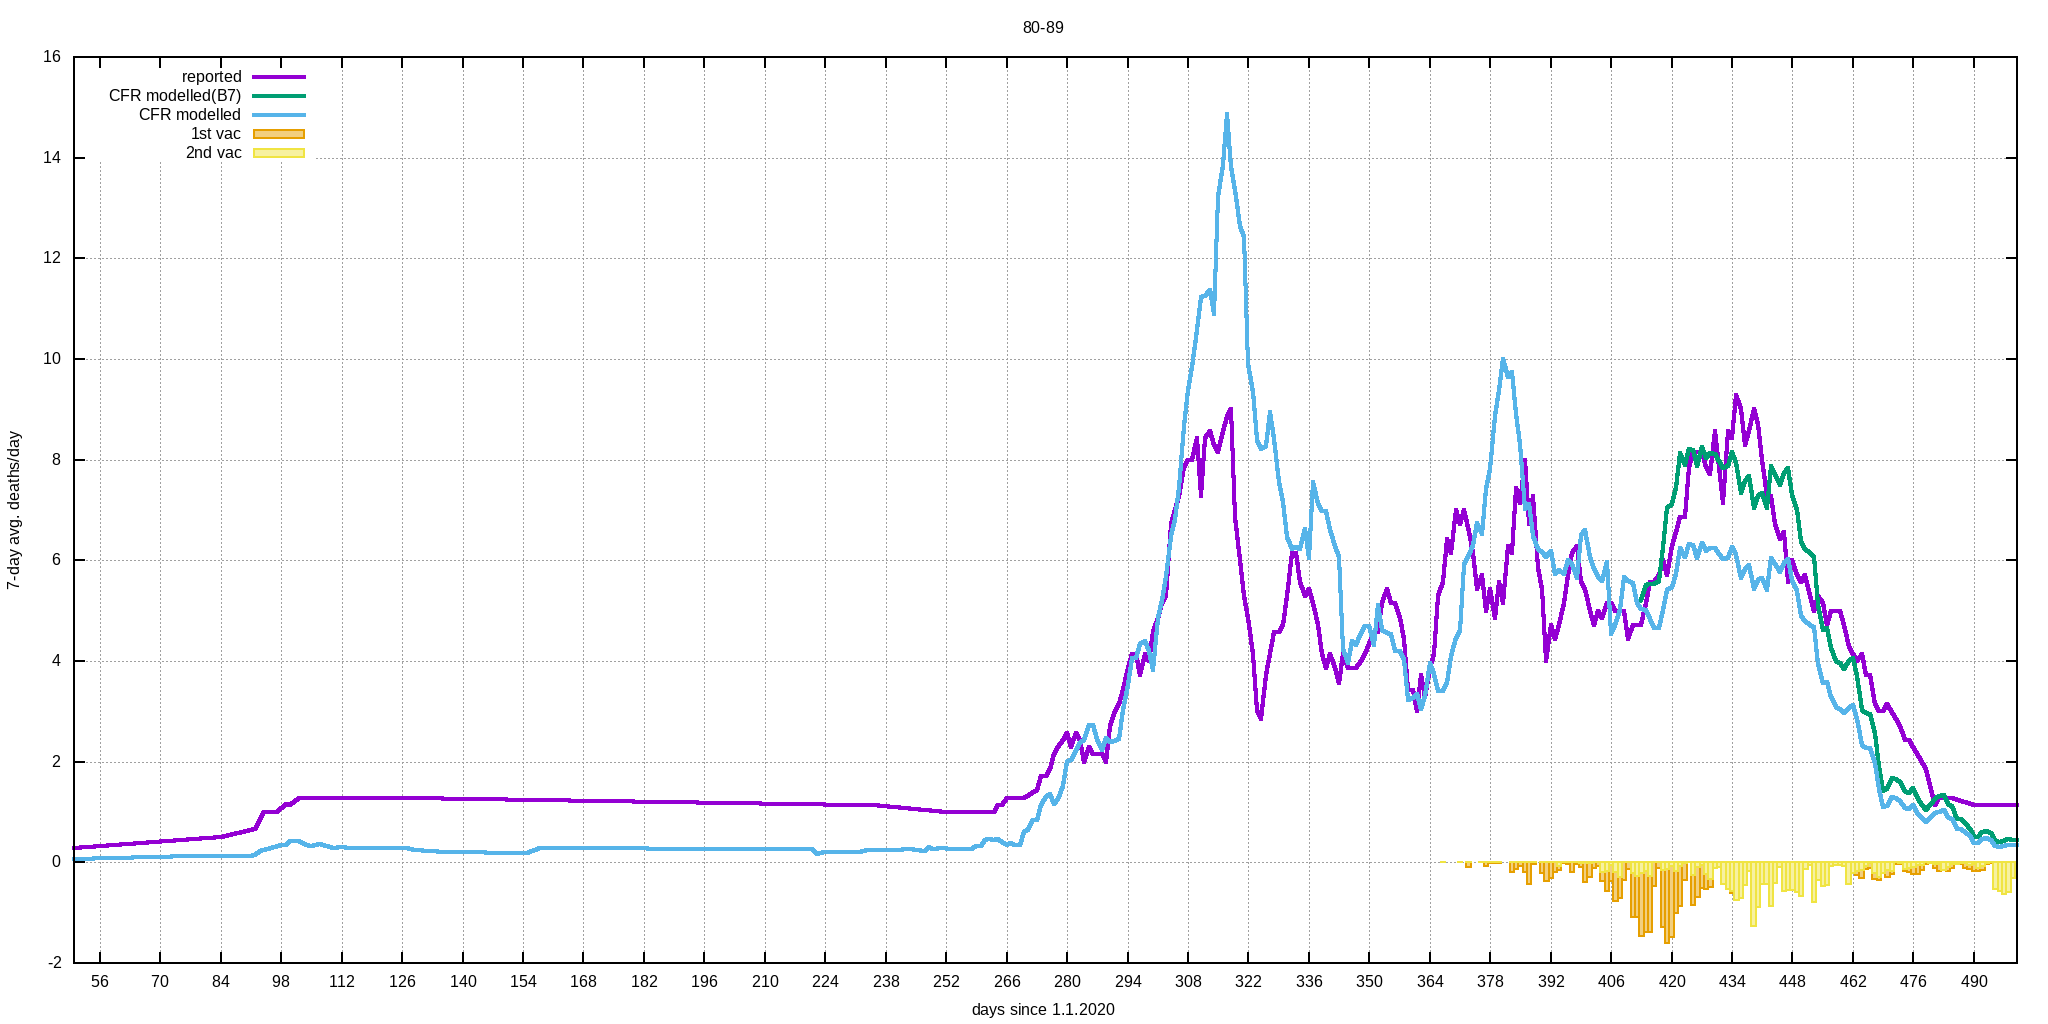 80-89
16
14
12
10
8
6
4
2
0
-2
7-day avg. deaths/day
reported
CFR modelled(B7)
CFR modelled
1st vac
2nd vac
56 70 84 98 112 126 140 154 168 182 196 210 224 238 252 266 280 294 308 322 336 350 364 378 392 406 420 434 448 462 476 490
days since 1.1.2020